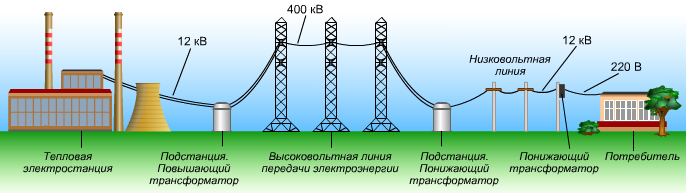 400 кВ
12 кВ
Низковольтная
линия
12 кВ
220 В
Тепловая
электростанция
Подстанция.
Повышающий
трансформатор
Высоковольтная линия
передачи электроэнергии
Подстанция.
Понижающий
трансформатор
Понижающий
трансформатор
Потребитель